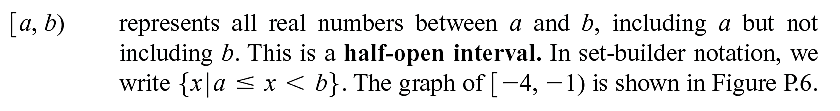 [a, b) represents all real numbers between a and b, including a but not
including b. This is a half-open interval. In set-builder notation, we
write {x|a ≤ x < b}. The graph of [−4, −1) is shown in Figure P.6.